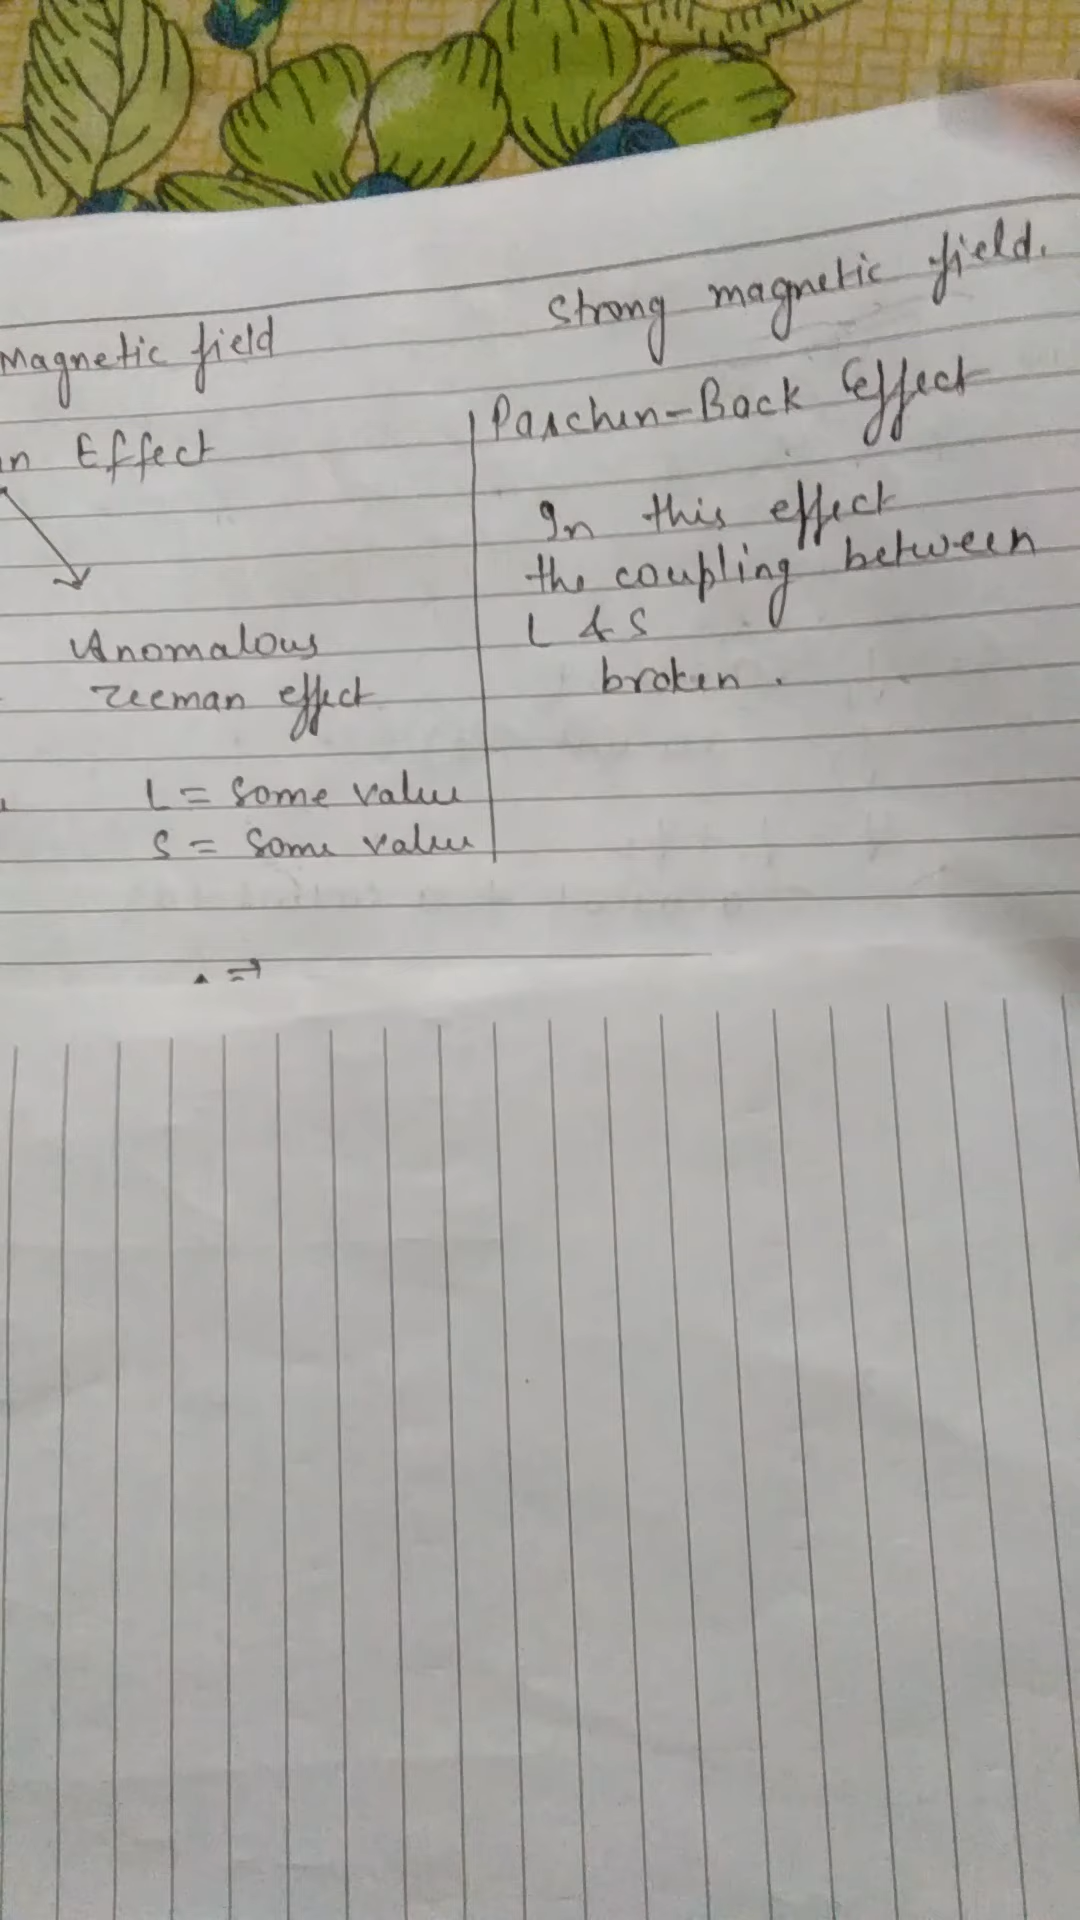 Magnetic field
Strong magnetic field.
Effect
Paschen-Back Effect
In this effect
the coupling between
L & S
broken.
Anomalous
zeeman effect
L = Some value
S = Some value